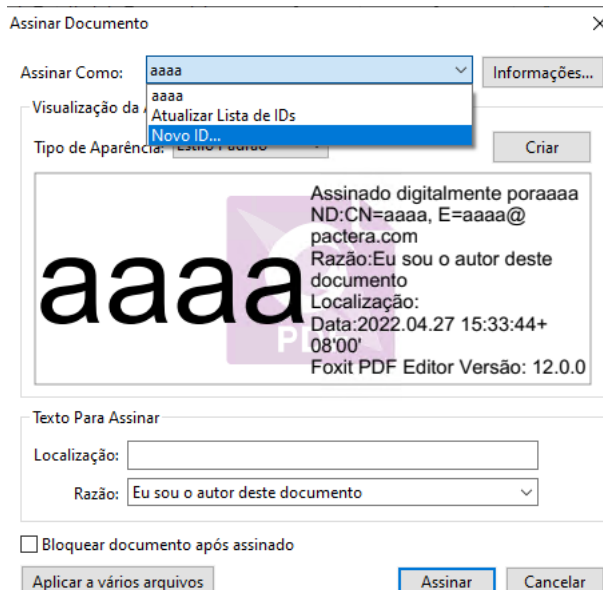 Assinar Documento
Assinar Como: aaaa Informações...
aaaa
Atualizar Lista de IDs
Novo ID...
Visualização da
Tipo de Aparência: Estilo Padrão Criar
aaaa
Assinado digitalmente poraaaa
ND:CN=aaaa, E=aaaa@
pactera.com
Razão:Eu sou o autor deste
documento
Localização:
Data:2022.04.27 15:33:44+
08'00'
Foxit PDF Editor Versão: 12.0.0
PDF
Texto Para Assinar
Localização:
Razão: Eu sou o autor deste documento
Bloquear documento após assinado
Aplicar a vários arquivos Assinar Cancelar